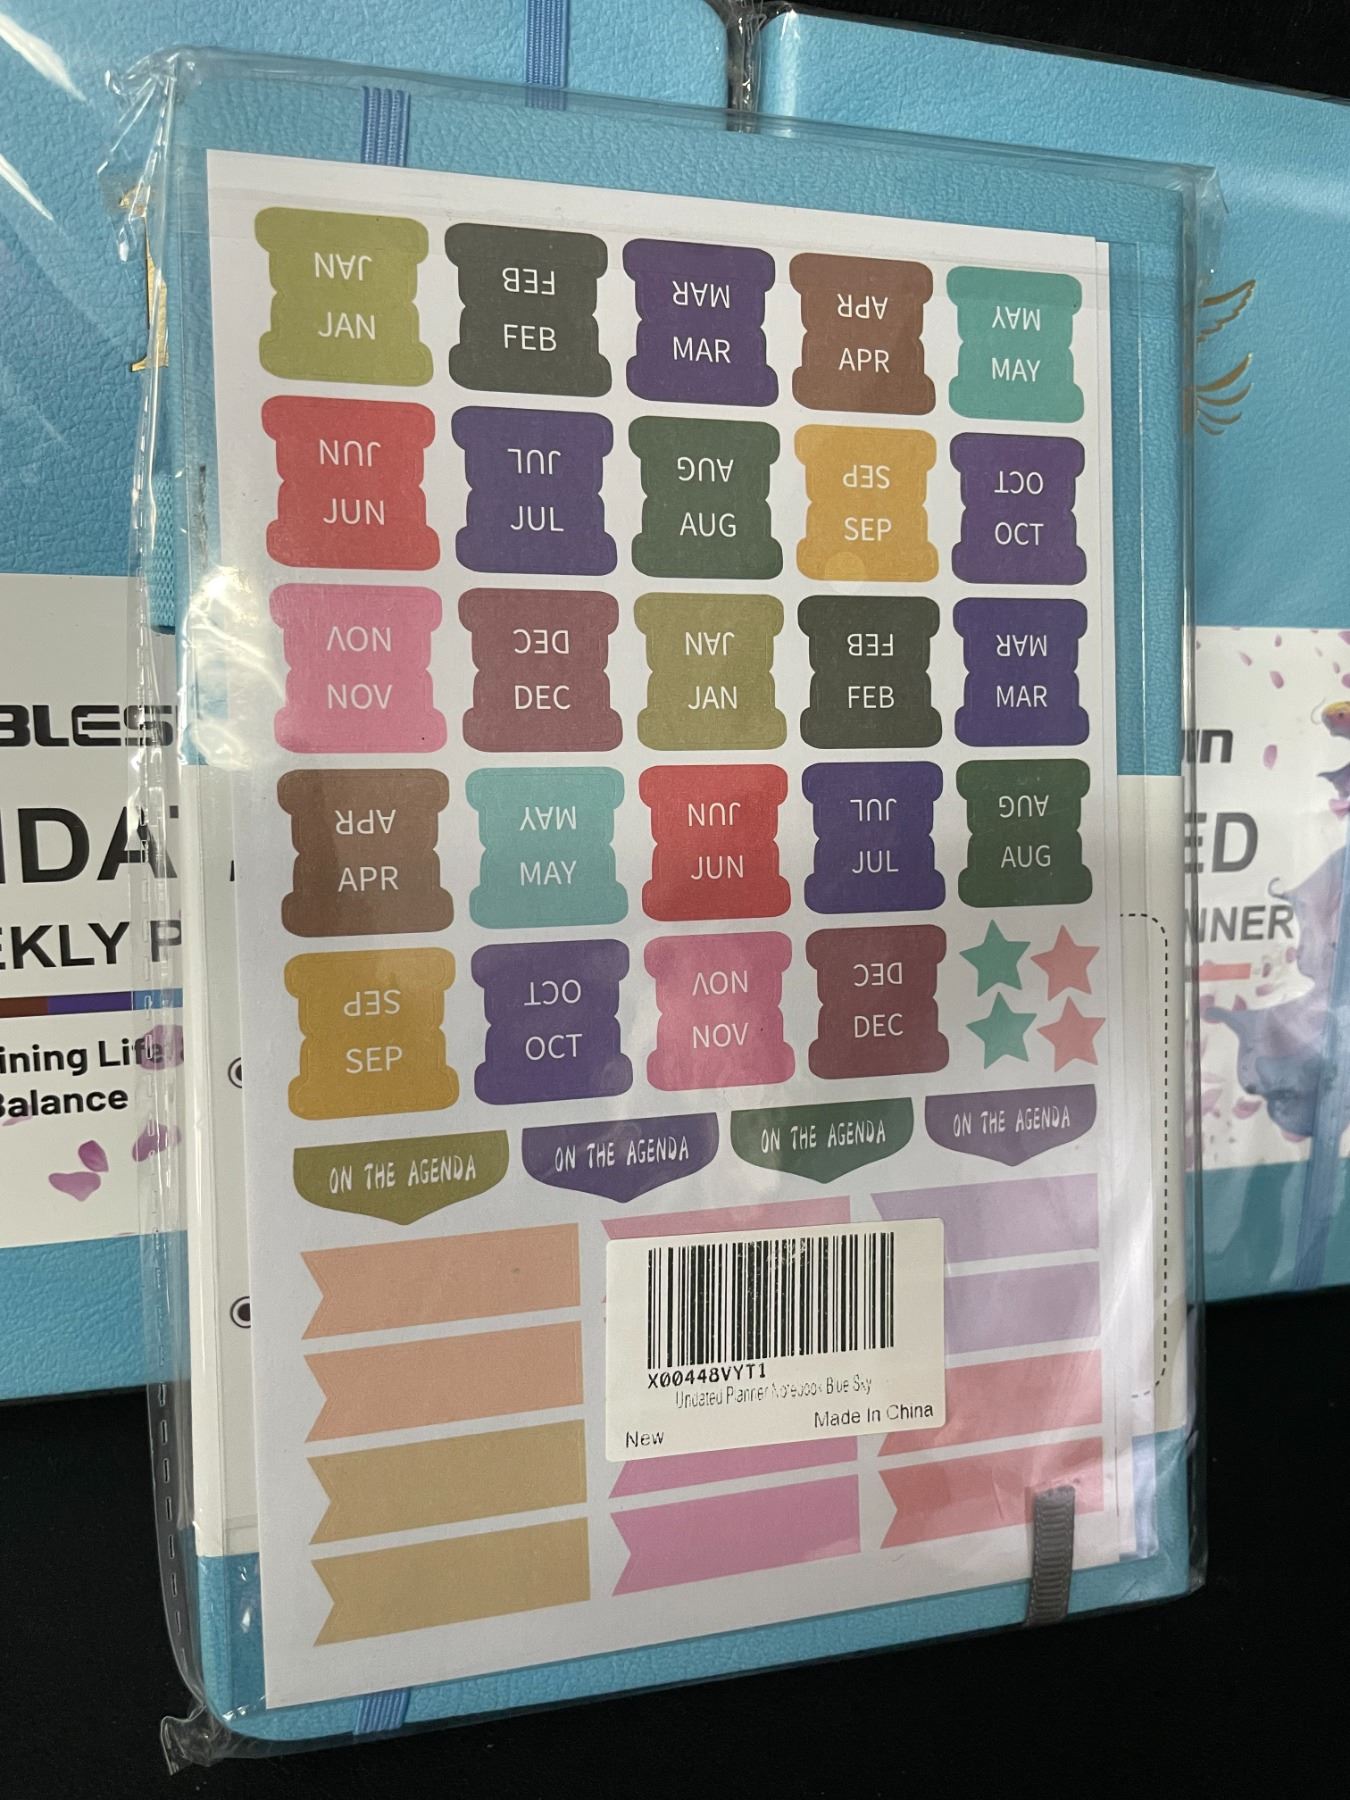 JAN FEB MAR APR MAY
JAN FEB MAR APR MAY
JUN JUL AUG SEP OCT
JUN JUL AUG SEP OCT
NOV DEC JAN FEB MAR
NOV DEC JAN FEB MAR
APR MAY JUN JUL AUG
APR MAY JUN JUL AUG
SEP OCT NOV DEC
SEP OCT NOV DEC
ON THE AGENDA ON THE AGENDA ON THE AGENDA ON THE AGENDA
X00448VYT1
Undated Planner Notebook Blue Sky
New
Made In China
BLES
NDAT
EKLY P
ining Life
Balance
ED
NNER